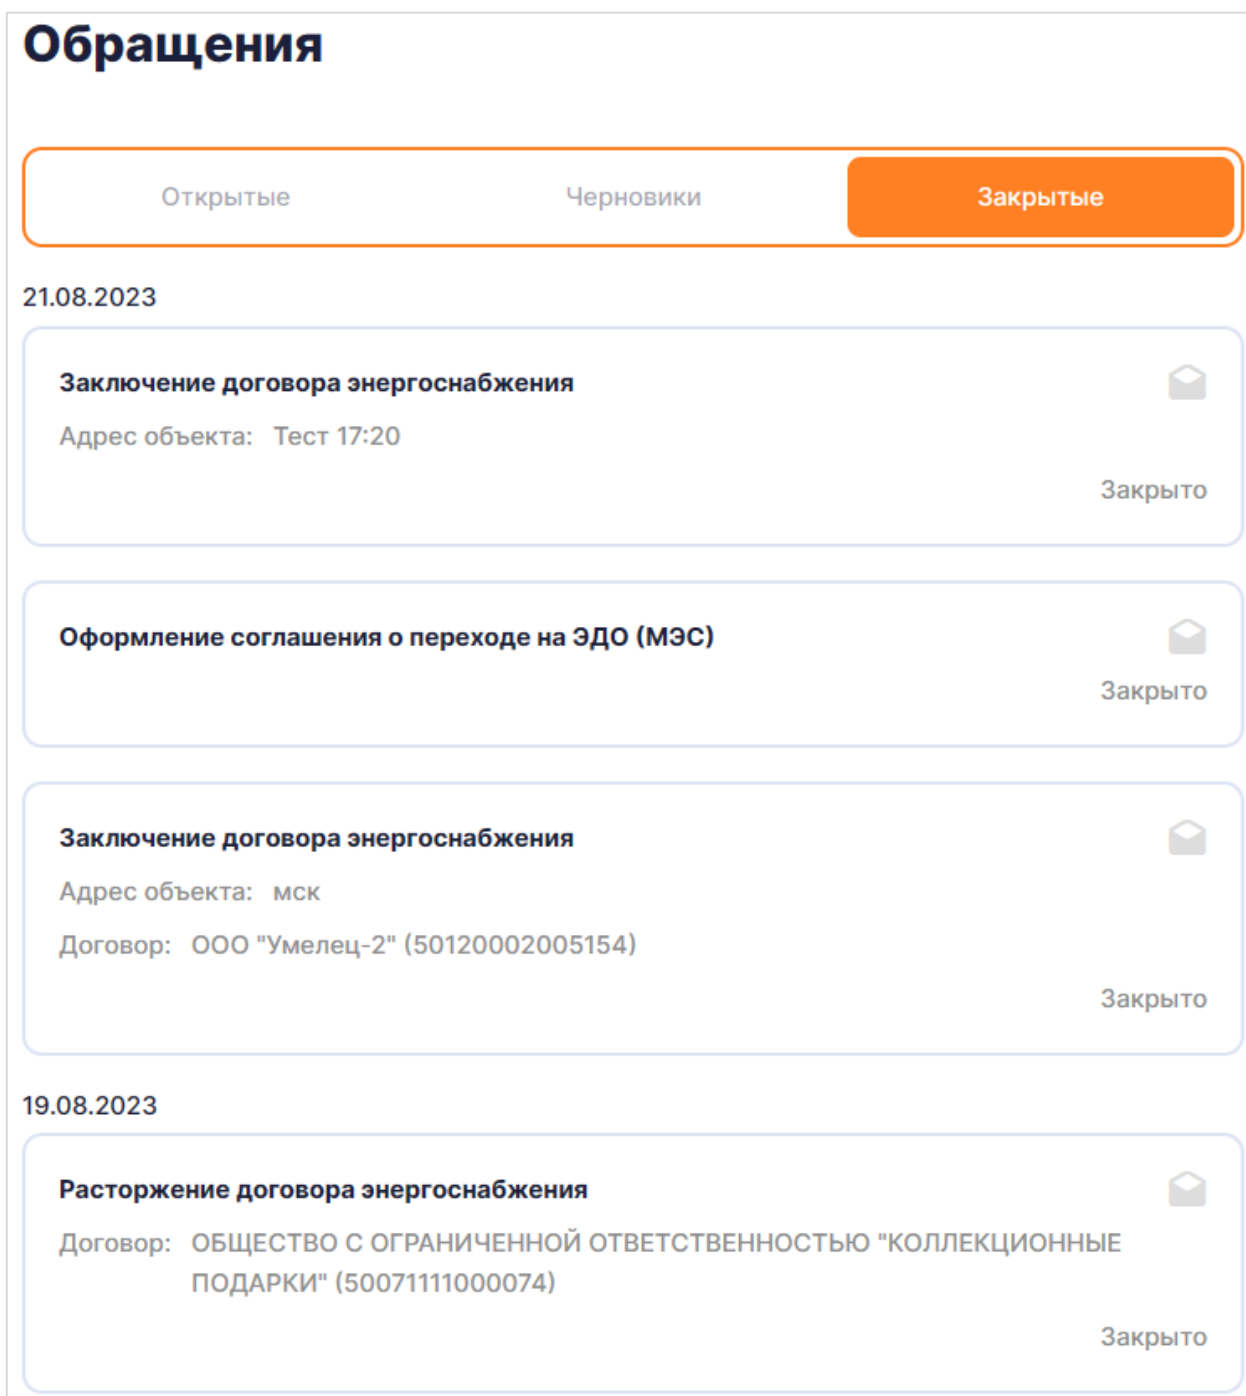 Обращения
Открытые Черновики Закрытые
21.08.2023
Заключение договора энергоснабжения
Адрес объекта: Тест 17:20
Закрыто
Оформление соглашения о переходе на ЭДО (МЭС)
Закрыто
Заключение договора энергоснабжения
Адрес объекта: мск
Договор: ООО "Умелец-2" (50120002005154)
Закрыто
19.08.2023
Расторжение договора энергоснабжения
Договор: ОБЩЕСТВО С ОГРАНИЧЕННОЙ ОТВЕТСТВЕННОСТЬЮ "КОЛЛЕКЦИОННЫЕ
ПОДАРКИ" (50071111000074)
Закрыто